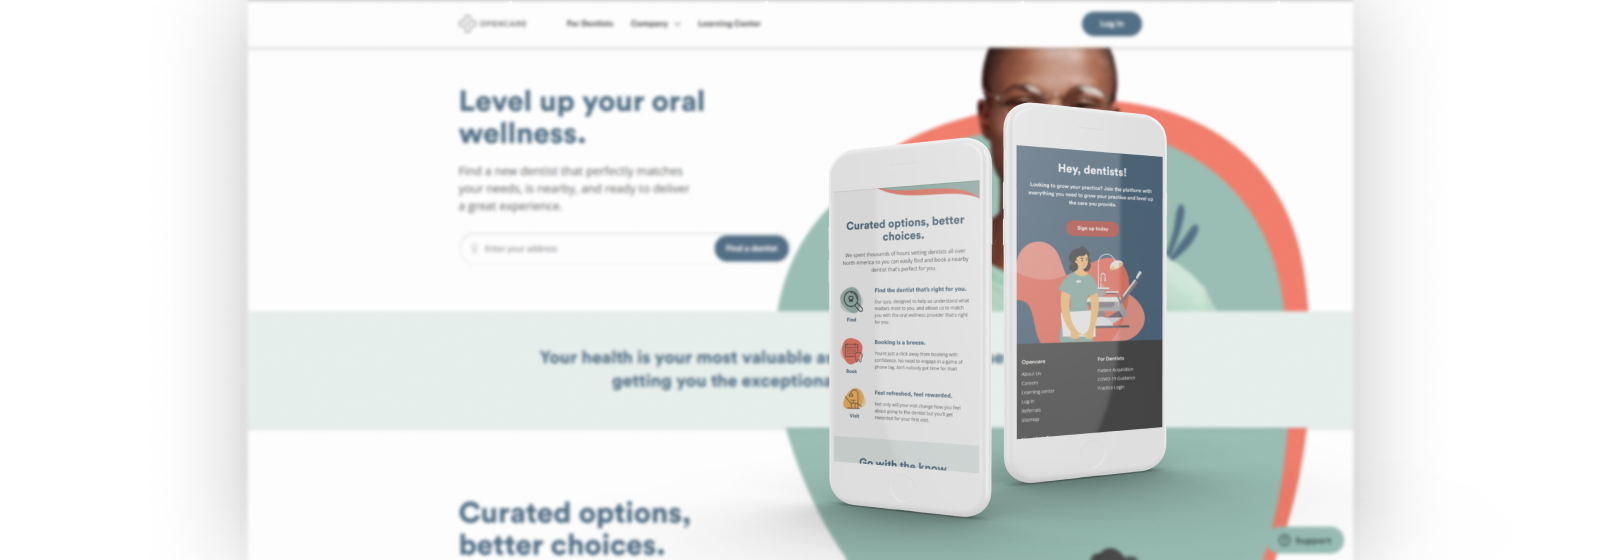 OPENCARE
For Dentists
Company
Learning Center
Log In
Level up your oral
wellness.
Find a new dentist that perfectly matches
your needs, is nearby, and ready to deliver
a great experience.
Enter your address
Find a dentist
Your health is your most valuable
getting you the exceptional
Curated options,
better choices.
Support
Curated options, better
choices.
We spent thousands of hours vetting dentists all over
North America so you can easily find and book a nearby
dentist that's perfect for you.
Find
Find the dentist that's right for you.
Our quiz, designed to help us understand what
matters most to you, and allows us to match
you with the oral wellness provider that's right
for you.
Book
Booking is a breeze.
You're just a click away from booking with
confidence. No need to engage in a game of
phone tag, ain't nobody got time for that!
Visit
Feel refreshed, feel rewarded.
Not only will your visit change how you feel
about going to the dentist but you'll get
rewarded for your first visit.
Go with the know
Hey, dentists!
Looking to grow your practice? Join the platform with
everything you need to grow your practice and level up
the care you provide.
Sign up today
Opencare
About Us
Careers
Learning center
Log in
Referrals
Sitemap
For Dentists
Patient Acquisition
COVID-19 Guidance
Practice Login